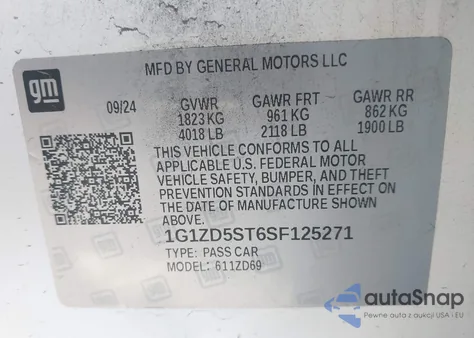 MFD BY GENERAL MOTORS LLC
gm
09/24 GVWR GAWR FRT GAWR RR
1823 KG 961 KG 862 KG
4018 LB 2118 LB 1900 LB
THIS VEHICLE CONFORMS TO ALL
APPLICABLE U.S. FEDERAL MOTOR
VEHICLE SAFETY, BUMPER, AND THEFT
PREVENTION STANDARDS IN EFFECT ON
THE DATE OF MANUFACTURE SHOWN
ABOVE.
1G1ZD5ST6SF125271
TYPE: PASS CAR
MODEL: 611ZD69
autoSnap
Pewne auta z aukcji USA i EU